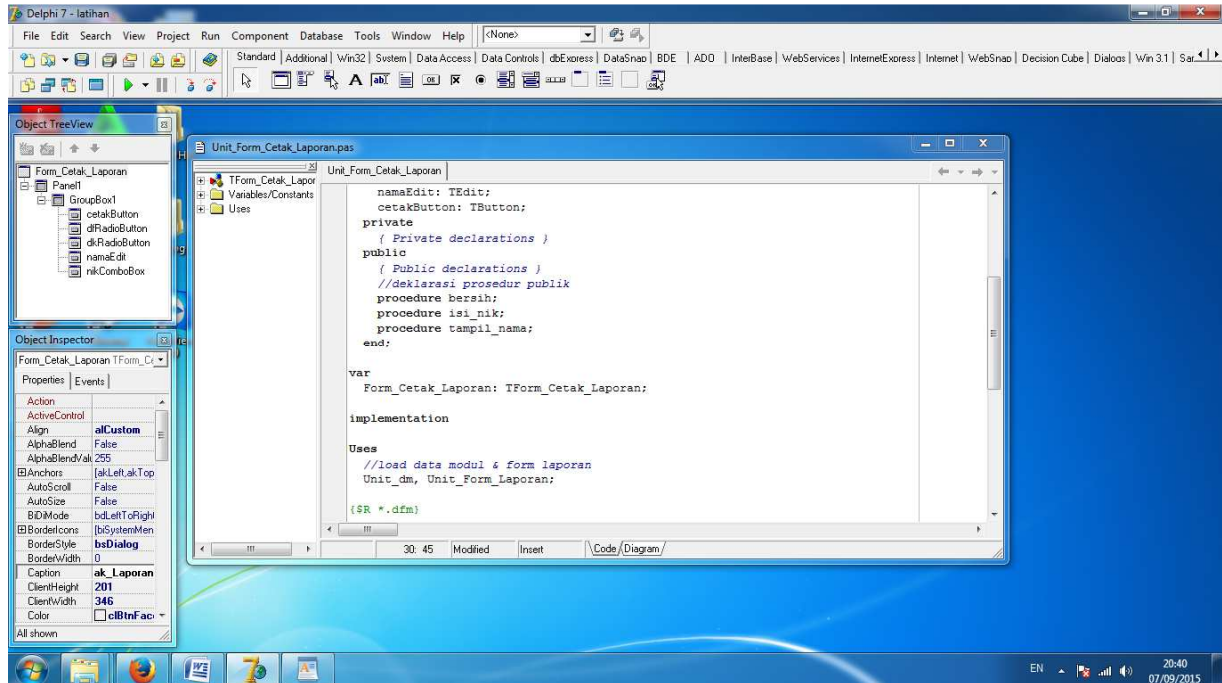 Delphi 7 - latihan
File Edit Search View Project Run Component Database Tools Window Help <None>
Standard Additional Win32 System Data Access Data Controls dbExpress DataSnap BDE ADO InterBase WebServices InternetExpress Internet WebSnap Decision Cube Dialogs Win 3.1
Object TreeView
Form_Cetak_Laporan
Panel1
GroupBox1
cetakButton
dfRadioButton
dkRadioButton
namaEdit
nikComboBox
Object Inspector
Form_Cetak_Laporan
Properties Events
Action
ActiveControl
Align alCustom
AlphaBlend False
AlphaBlendValu 255
Anchors [akLeft,akTop
AutoScroll False
AutoSize False
BiDiMode bdLeftToRight
BorderIcons [biSystemMen
BorderStyle bsDialog
BorderWidth 0
Caption ak_Laporan
ClientHeight 201
ClientWidth 346
Color clBtnFac
All shown
Unit_Form_Cetak_Laporan.pas
TForm_Cetak_Lapor
Variables/Constants
Uses
Unit_Form_Cetak_Laporan
namaEdit: TEdit;
cetakButton: TButton;
private
{ Private declarations }
public
{ Public declarations }
//deklarasi prosedur publik
procedure bersih;
procedure isi_nik;
procedure tampil_nama;
end;
var
Form_Cetak_Laporan: TForm_Cetak_Laporan;
implementation
Uses
//load data modul & form laporan
Unit_dm, Unit_Form_Laporan;
{$R *.dfm}
30: 45 Modified Insert Code Diagram
EN
20:40
07/09/2015